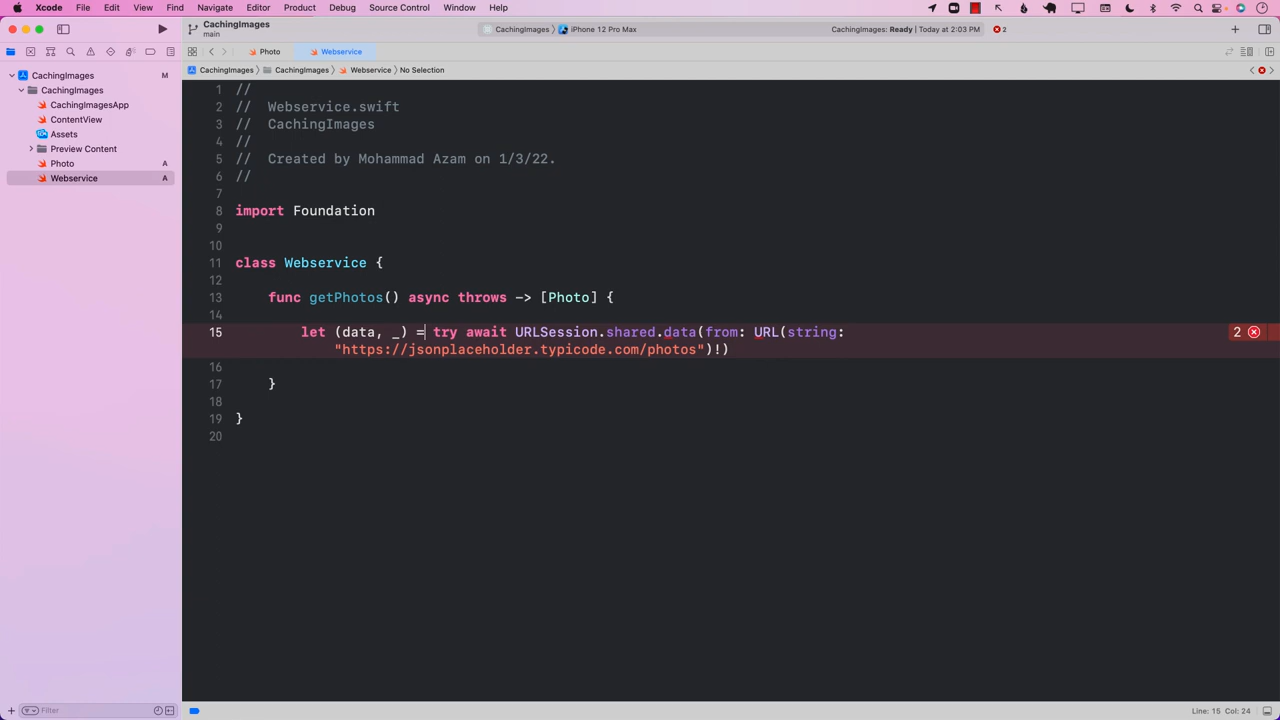 Xcode File Edit View Find Navigate Editor Product Debug Source Control Window Help
CachingImages
main
CachingImages 〉 iPhone 12 Pro Max
CachingImages: Ready | Today at 2:03 PM
2
Photo
Webservice
CachingImages 〉 CachingImages 〉 Webservice 〉 No Selection
CachingImages M
CachingImages
CachingImagesApp
ContentView
Assets
Preview Content
Photo A
Webservice A
Filter
1 //
2 //  Webservice.swift
3 //  CachingImages
4 //
5 //  Created by Mohammad Azam on 1/3/22.
6 //
7
8 import Foundation
9
10
11 class Webservice {
12
13     func getPhotos() async throws -> [Photo] {
14
15         let (data, _) = try await URLSession.shared.data(from: URL(string:
"https://jsonplaceholder.typicode.com/photos")!)
2
16
17     }
18
19 }
20
Line: 15 Col: 24